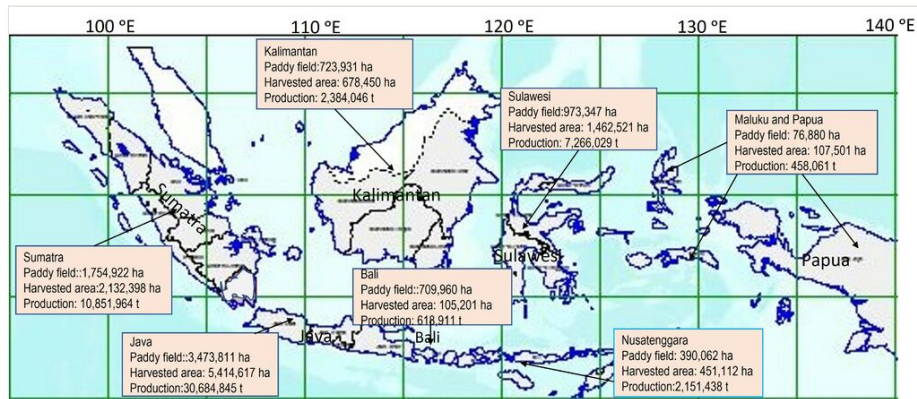 100 ºE
110 ºE
120 ºE
130 ºE
140 ºE
Kalimantan
Paddy field:723,931 ha
Harvested area: 678,450 ha
Production: 2,384,046 t
Sulawesi
Paddy field:973,347 ha
Harvested area: 1,462,521 ha
Production: 7,266,029 t
Maluku and Papua
Paddy field: 76,880 ha
Harvested area: 107,501 ha
Production: 458,061 t
Sumatra
Kalimantan
Sulawesi
Papua
Sumatra
Paddy field::1,754,922 ha
Harvested area:2,132,398 ha
Production: 10,851,964 t
Bali
Paddy field::709,960 ha
Harvested area: 105,201 ha
Production: 618,911 t
Java
Bali
Java
Paddy field::3,473,811 ha
Harvested area: 5,414,617 ha
Production:30,684,845 t
Nusatenggara
Paddy field: 390,062 ha
Harvested area: 451,112 ha
Production:2,151,438 t